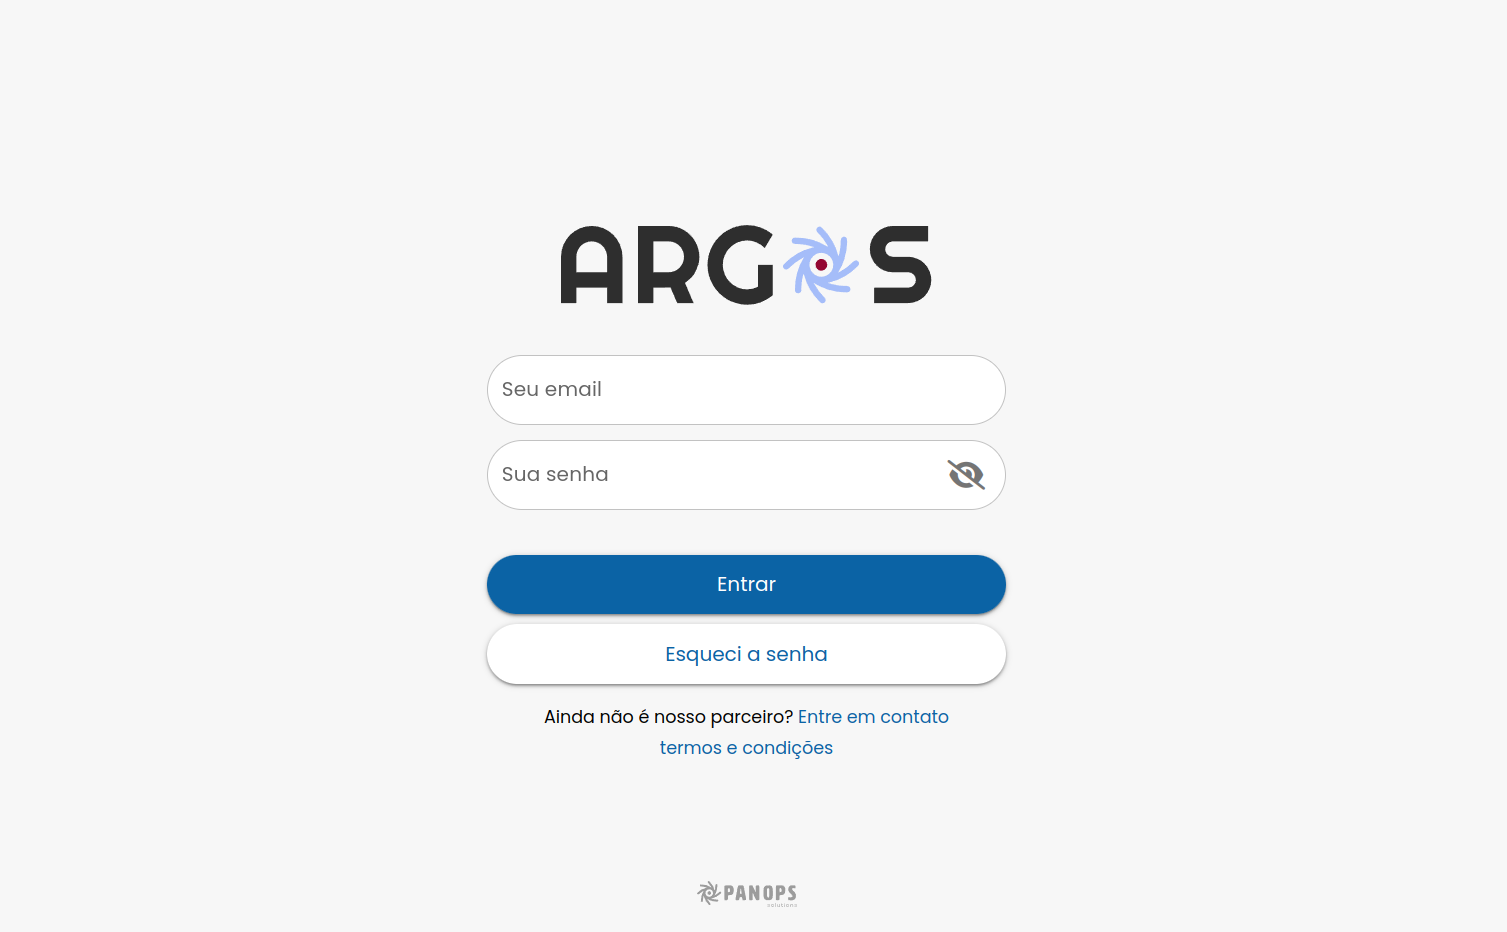 ARGOS
Seu email
Sua senha
Entrar
Esqueci a senha
Ainda não é nosso parceiro? Entre em contato
termos e condições
PANOPS
solutions